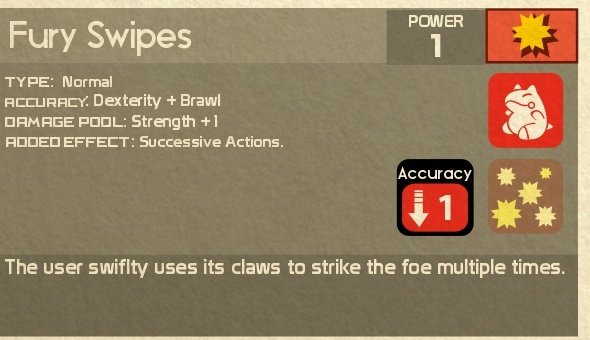 Fury Swipes
POWER
1
TYPE: Normal
ACCURACY: Dexterity + Brawl
DAMAGE POOL: Strength +1
ADDED EFFECT: Successive Actions.
Accuracy
1
The user swiflty uses its claws to strike the foe multiple times.